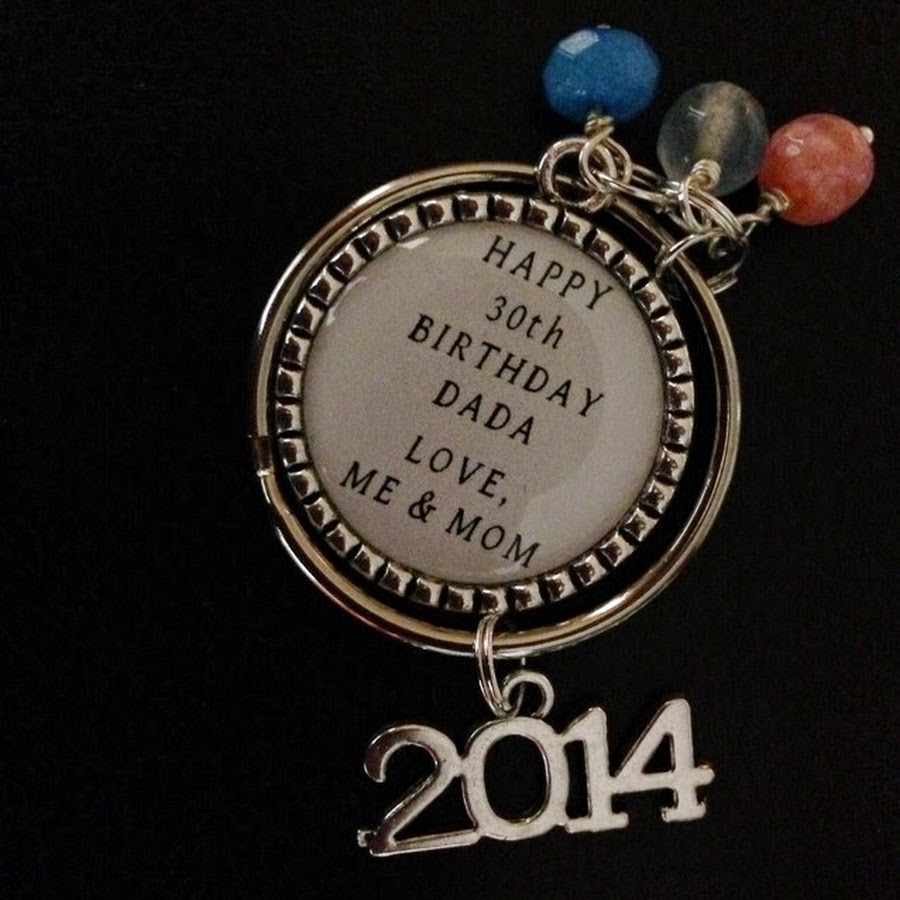 HAPPY
30th
BIRTHDAY
DADA
LOVE,
ME & MOM
2014